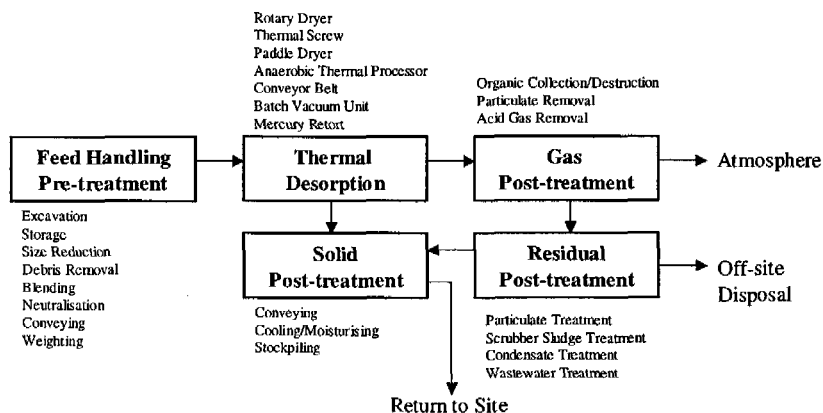 Rotary Dryer
Thermal Screw
Paddle Dryer
Anaerobic Thermal Processor
Conveyor Belt
Batch Vacuum Unit
Mercury Retort
Organic Collection/Destruction
Particulate Removal
Acid Gas Removal
Feed Handling
Pre-treatment
Thermal
Desorption
Gas
Post-treatment
Atmosphere
Excavation
Storage
Size Reduction
Debris Removal
Blending
Neutralisation
Conveying
Weighting
Solid
Post-treatment
Residual
Post-treatment
Off-site
Disposal
Conveying
Cooling/Moisturising
Stockpiling
Particulate Treatment
Scrubber Sludge Treatment
Condensate Treatment
Wastewater Treatment
Return to Site